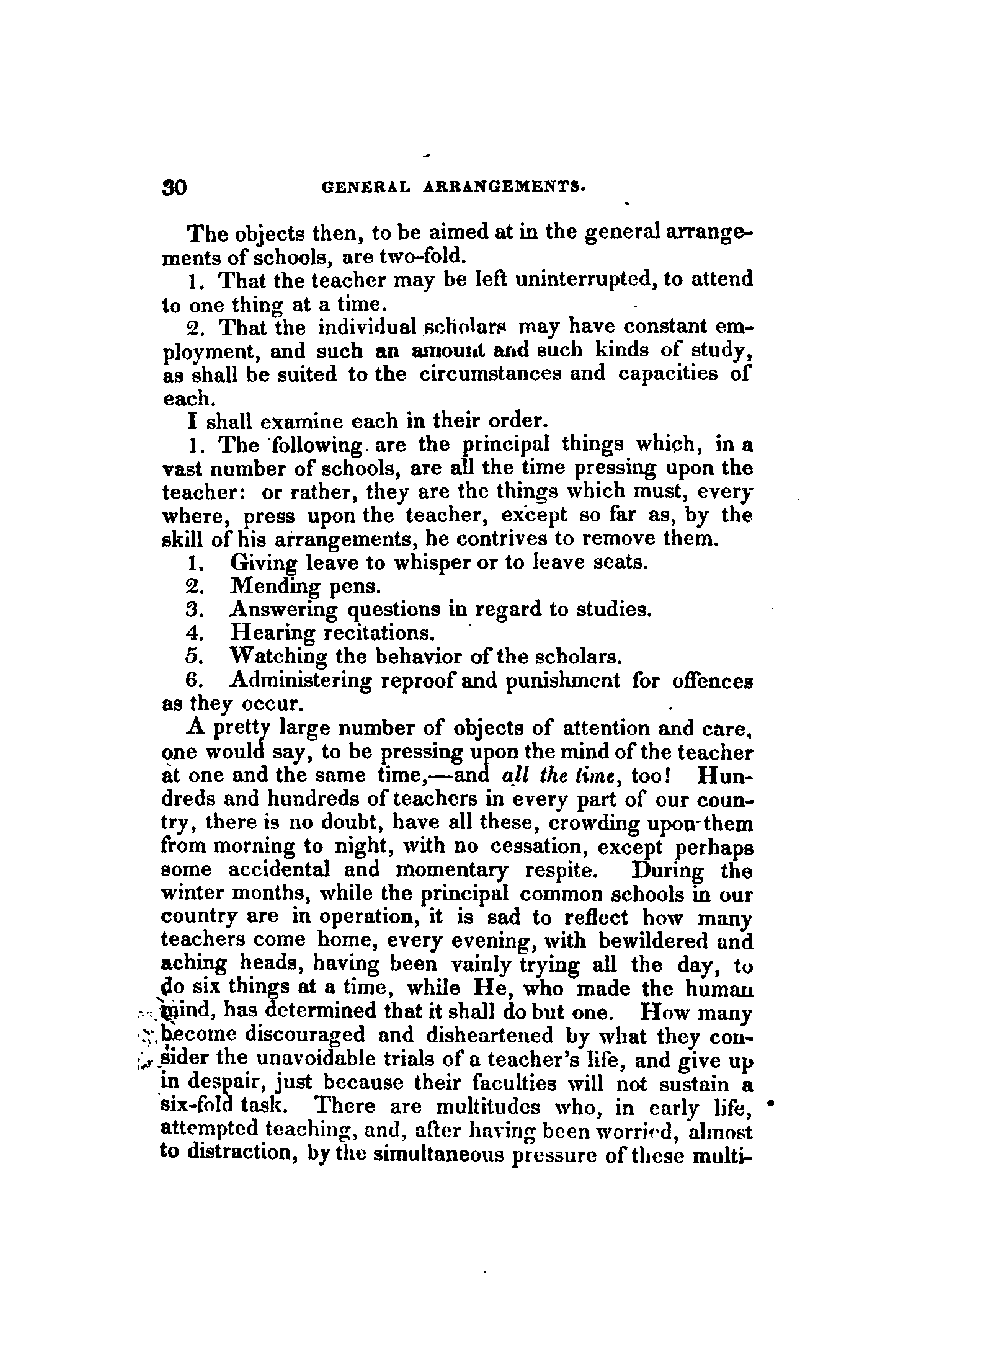 30 GENERAL ARRANGEMENTS.
The objects then, to be aimed at in the general arrange-
ments of schools, are two-fold.
1. That the teacher may be left uninterrupted, to attend
to one thing at a time.
2. That the individual scholars may have constant em-
ployment, and such an amount and such kinds of study,
as shall be suited to the circumstances and capacities of
each.
I shall examine each in their order.
1. The following are the principal things which, in a
vast number of schools, are all the time pressing upon the
teacher: or rather, they are the things which must, every
where, press upon the teacher, except so far as, by the
skill of his arrangements, he contrives to remove them.
1. Giving leave to whisper or to leave seats.
2. Mending pens.
3. Answering questions in regard to studies.
4. Hearing recitations.
5. Watching the behavior of the scholars.
6. Administering reproof and punishment for offences
as they occur.
A pretty large number of objects of attention and care,
one would say, to be pressing upon the mind of the teacher
at one and the same time,—and all the time, too! Hun-
dreds and hundreds of teachers in every part of our coun-
try, there is no doubt, have all these, crowding upon them
from morning to night, with no cessation, except perhaps
some accidental and momentary respite. During the
winter months, while the principal common schools in our
country are in operation, it is sad to reflect how many
teachers come home, every evening, with bewildered and
aching heads, having been vainly trying all the day, to
do six things at a time, while He, who made the human
mind, has determined that it shall do but one. How many
become discouraged and disheartened by what they con-
sider the unavoidable trials of a teacher's life, and give up
in despair, just because their faculties will not sustain a
six-fold task. There are multitudes who, in early life,
attempted teaching, and, after having been worried, almost
to distraction, by the simultaneous pressure of these multi-